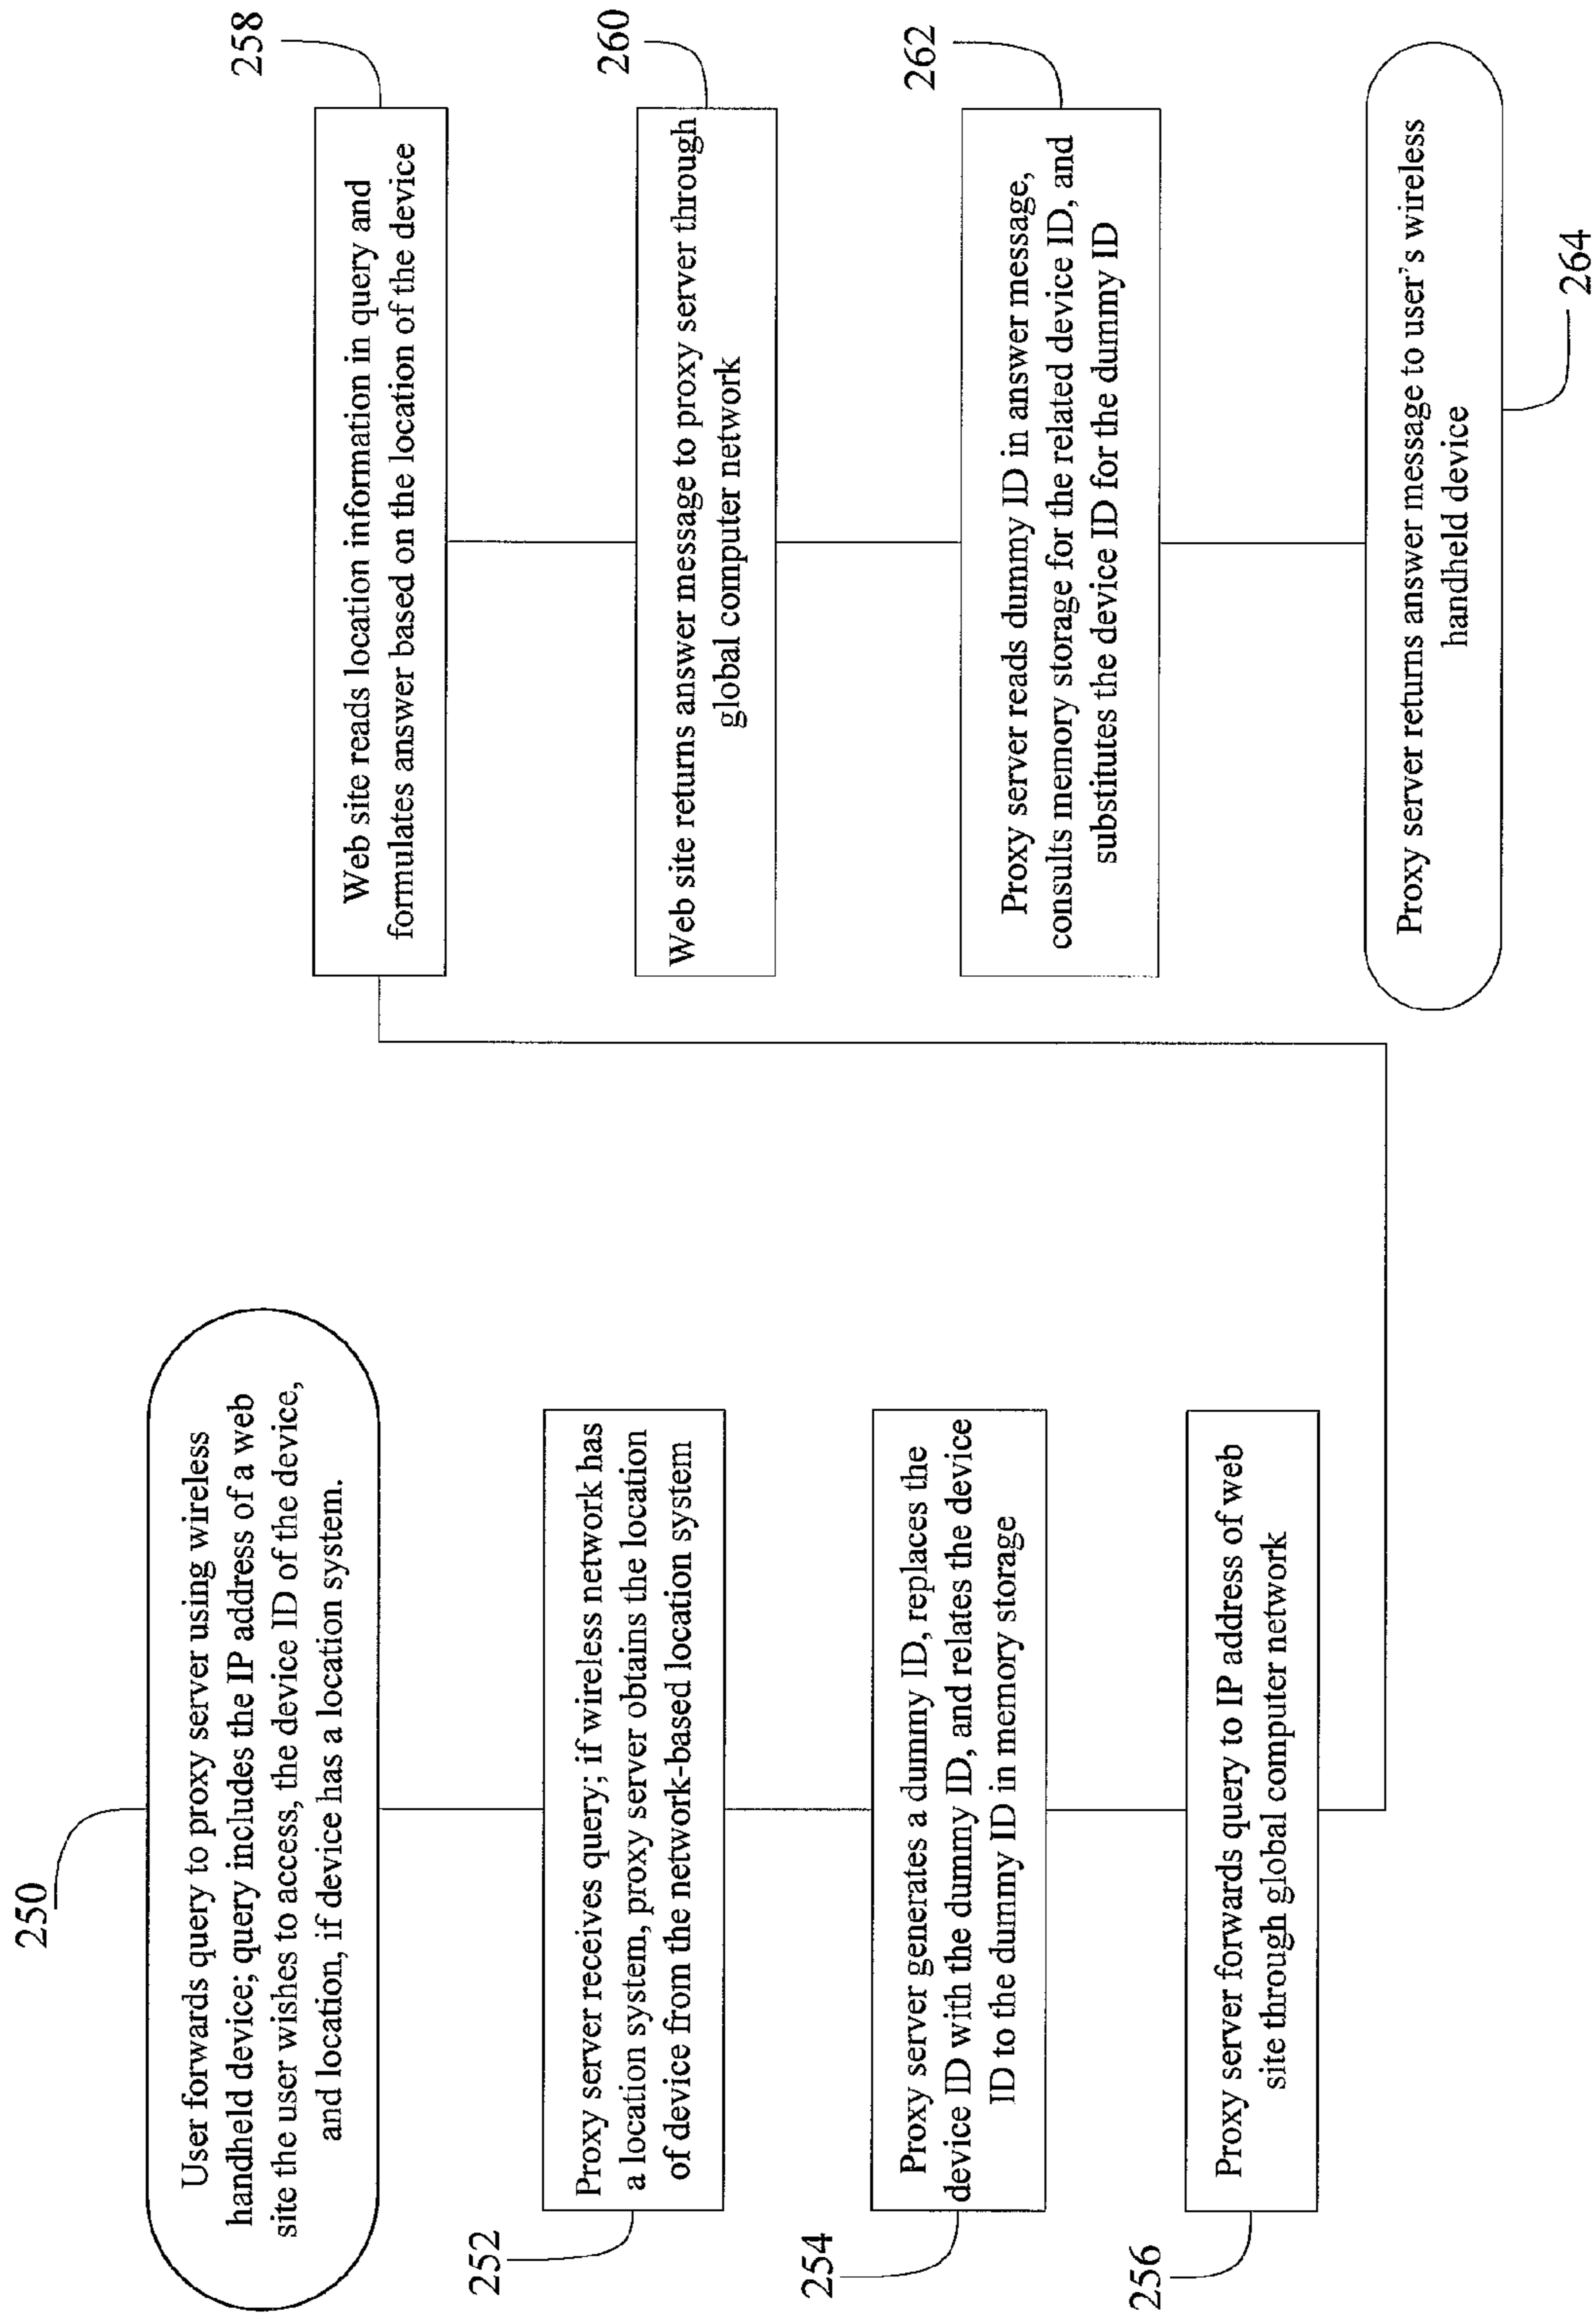 250
User forwards query to proxy server using wireless
handheld device; query includes the IP address of a web
site the user wishes to access, the device ID of the device,
and location, if device has a location system.
252
Proxy server receives query; if wireless network has
a location system, proxy server obtains the location
of device from the network-based location system
254
Proxy server generates a dummy ID, replaces the
device ID with the dummy ID, and relates the device
ID to the dummy ID in memory storage
256
Proxy server forwards query to IP address of web
site through global computer network
258
Web site reads location information in query and
formulates answer based on the location of the device
260
Web site returns answer message to proxy server through
global computer network
262
Proxy server reads dummy ID in answer message,
consults memory storage for the related device ID, and
substitutes the device ID for the dummy ID
Proxy server returns answer message to user's wireless
handheld device
264